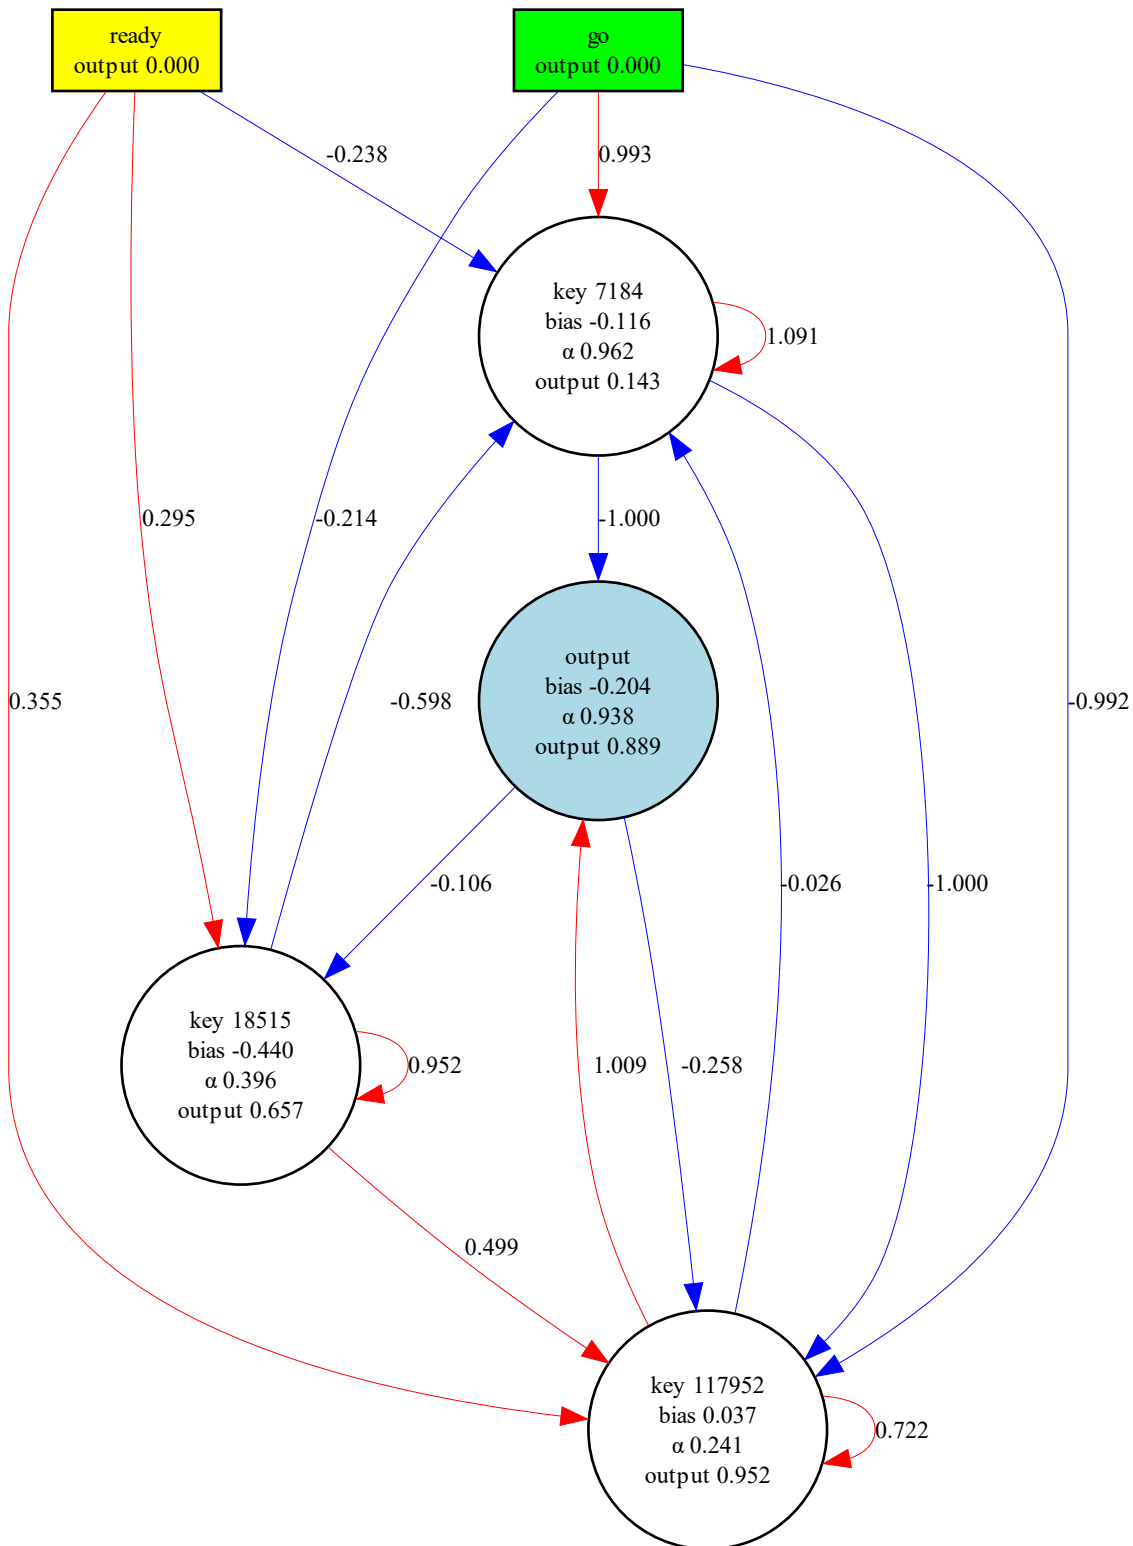 ready
output 0.000
go
output 0.000
-0.238
0.993
key 7184
bias -0.116
α 0.962
output 0.143
1.091
0.295
-0.214
-1.000
0.355
-0.598
output
bias -0.204
α 0.938
output 0.889
-0.992
-0.106
-0.026
-1.000
key 18515
bias -0.440
α 0.396
output 0.657
0.952
1.009
-0.258
0.499
key 117952
bias 0.037
α 0.241
output 0.952
0.722